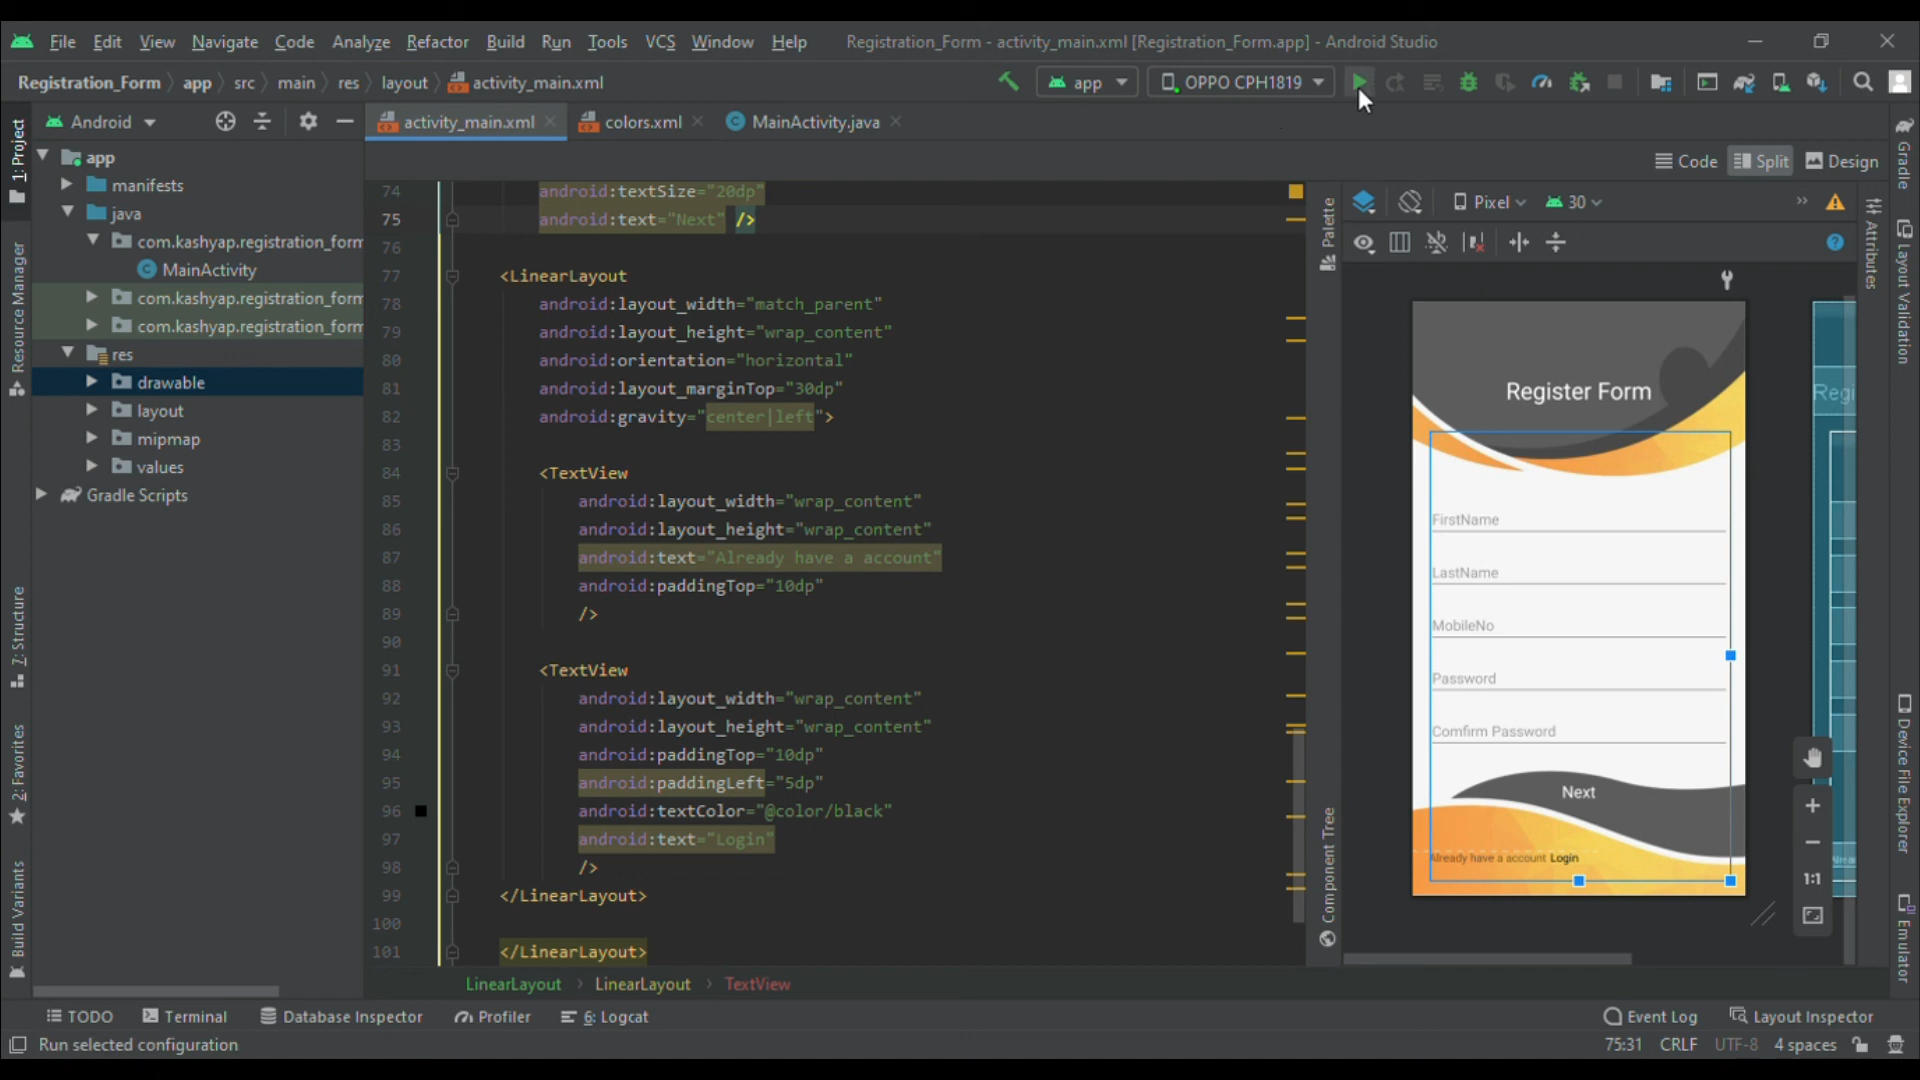 File Edit View Navigate Code Analyze Refactor Build Run Tools VCS Window Help Registration_Form - activity_main.xml [Registration_Form.app] - Android Studio
Registration_Form app src main res layout activity_main.xml app OPPO CPH1819
Android
activity_main.xml colors.xml MainActivity.java
Code Split Design
1: Project
Resource Manager
7: Structure
2: Favorites
Build Variants
app
manifests
java
com.kashyap.registration_form
MainActivity
com.kashyap.registration_form
com.kashyap.registration_form
res
drawable
layout
mipmap
values
Gradle Scripts
74 android:textSize="20dp"
75 android:text="Next" />
76
77 <LinearLayout
78 android:layout_width="match_parent"
79 android:layout_height="wrap_content"
80 android:orientation="horizontal"
81 android:layout_marginTop="30dp"
82 android:gravity="center|left">
83
84 <TextView
85 android:layout_width="wrap_content"
86 android:layout_height="wrap_content"
87 android:text="Already have a account"
88 android:paddingTop="10dp"
89 />
90
91 <TextView
92 android:layout_width="wrap_content"
93 android:layout_height="wrap_content"
94 android:paddingTop="10dp"
95 android:paddingLeft="5dp"
96 android:textColor="@color/black"
97 android:text="Login"
98 />
99 </LinearLayout>
100
101 </LinearLayout>
LinearLayout LinearLayout TextView
Palette
Component Tree
Pixel 30
Register Form
FirstName
LastName
MobileNo
Password
Comfirm Password
Next
Already have a account Login
Regi
1:1
Attributes
Gradle
Layout Validation
Device File Explorer
Emulator
TODO Terminal Database Inspector Profiler 6: Logcat Event Log Layout Inspector
Run selected configuration 75:31 CRLF UTF-8 4 spaces